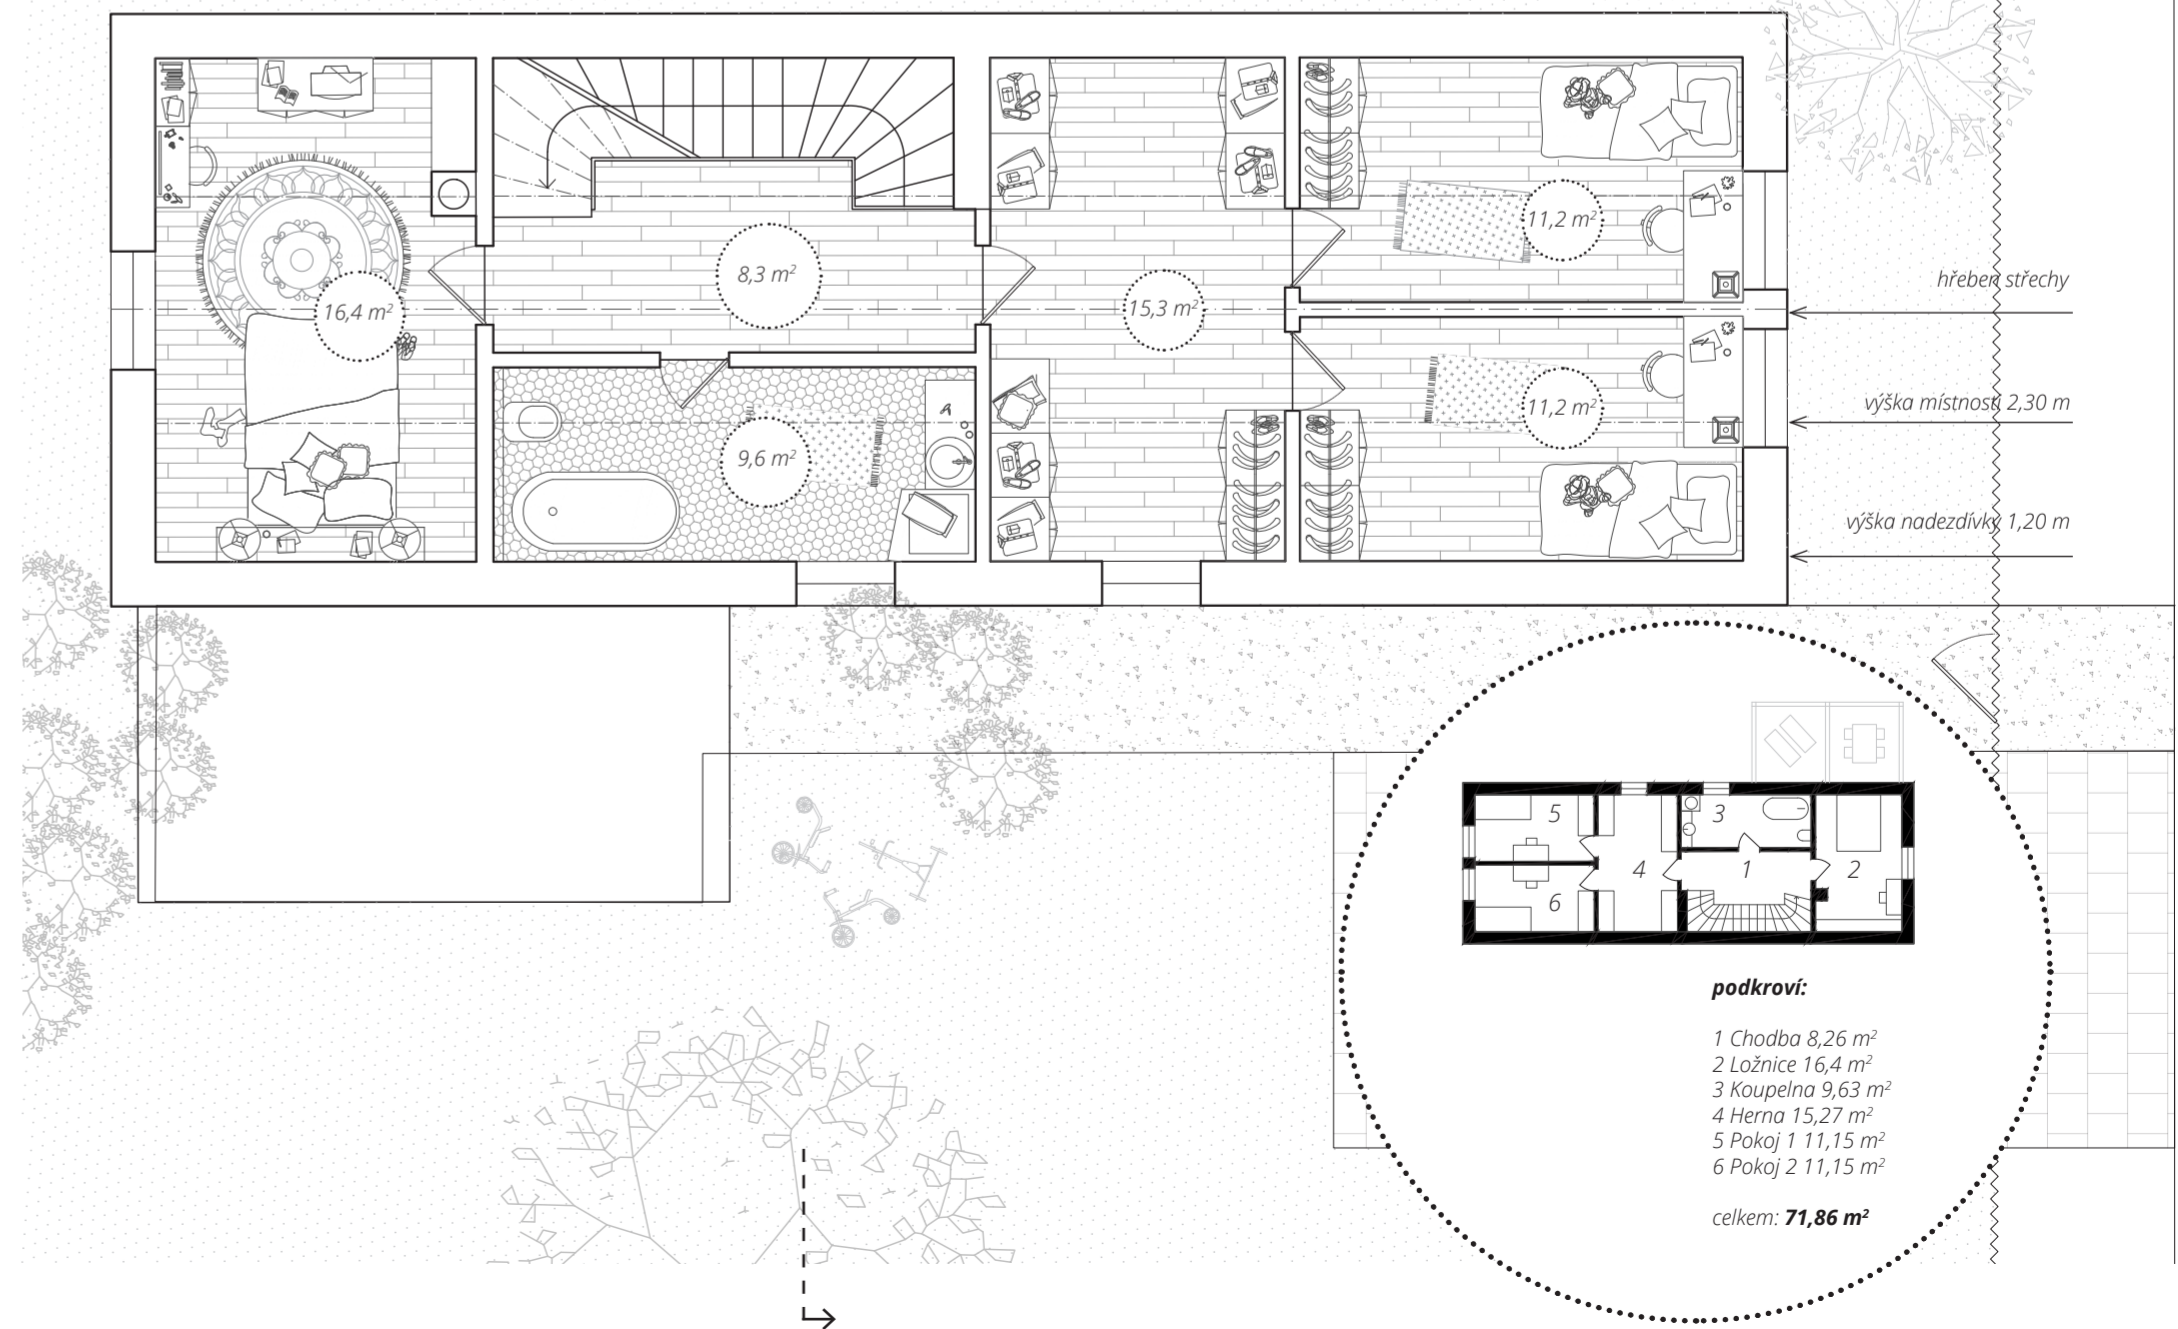 11,2 m²
8,3 m²
hřeben střechy
16,4 m²
15,3 m²
výška místnosti 2,30 m
11,2 m²
9,6 m²
výška nadezdívky 1,20 m
5
3
4
1
2
6
podkroví:
1 Chodba 8,26 m²
2 Ložnice 16,4 m²
3 Koupelna 9,63 m²
4 Herna 15,27 m²
5 Pokoj 1 11,15 m²
6 Pokoj 2 11,15 m²
celkem: 71,86 m²